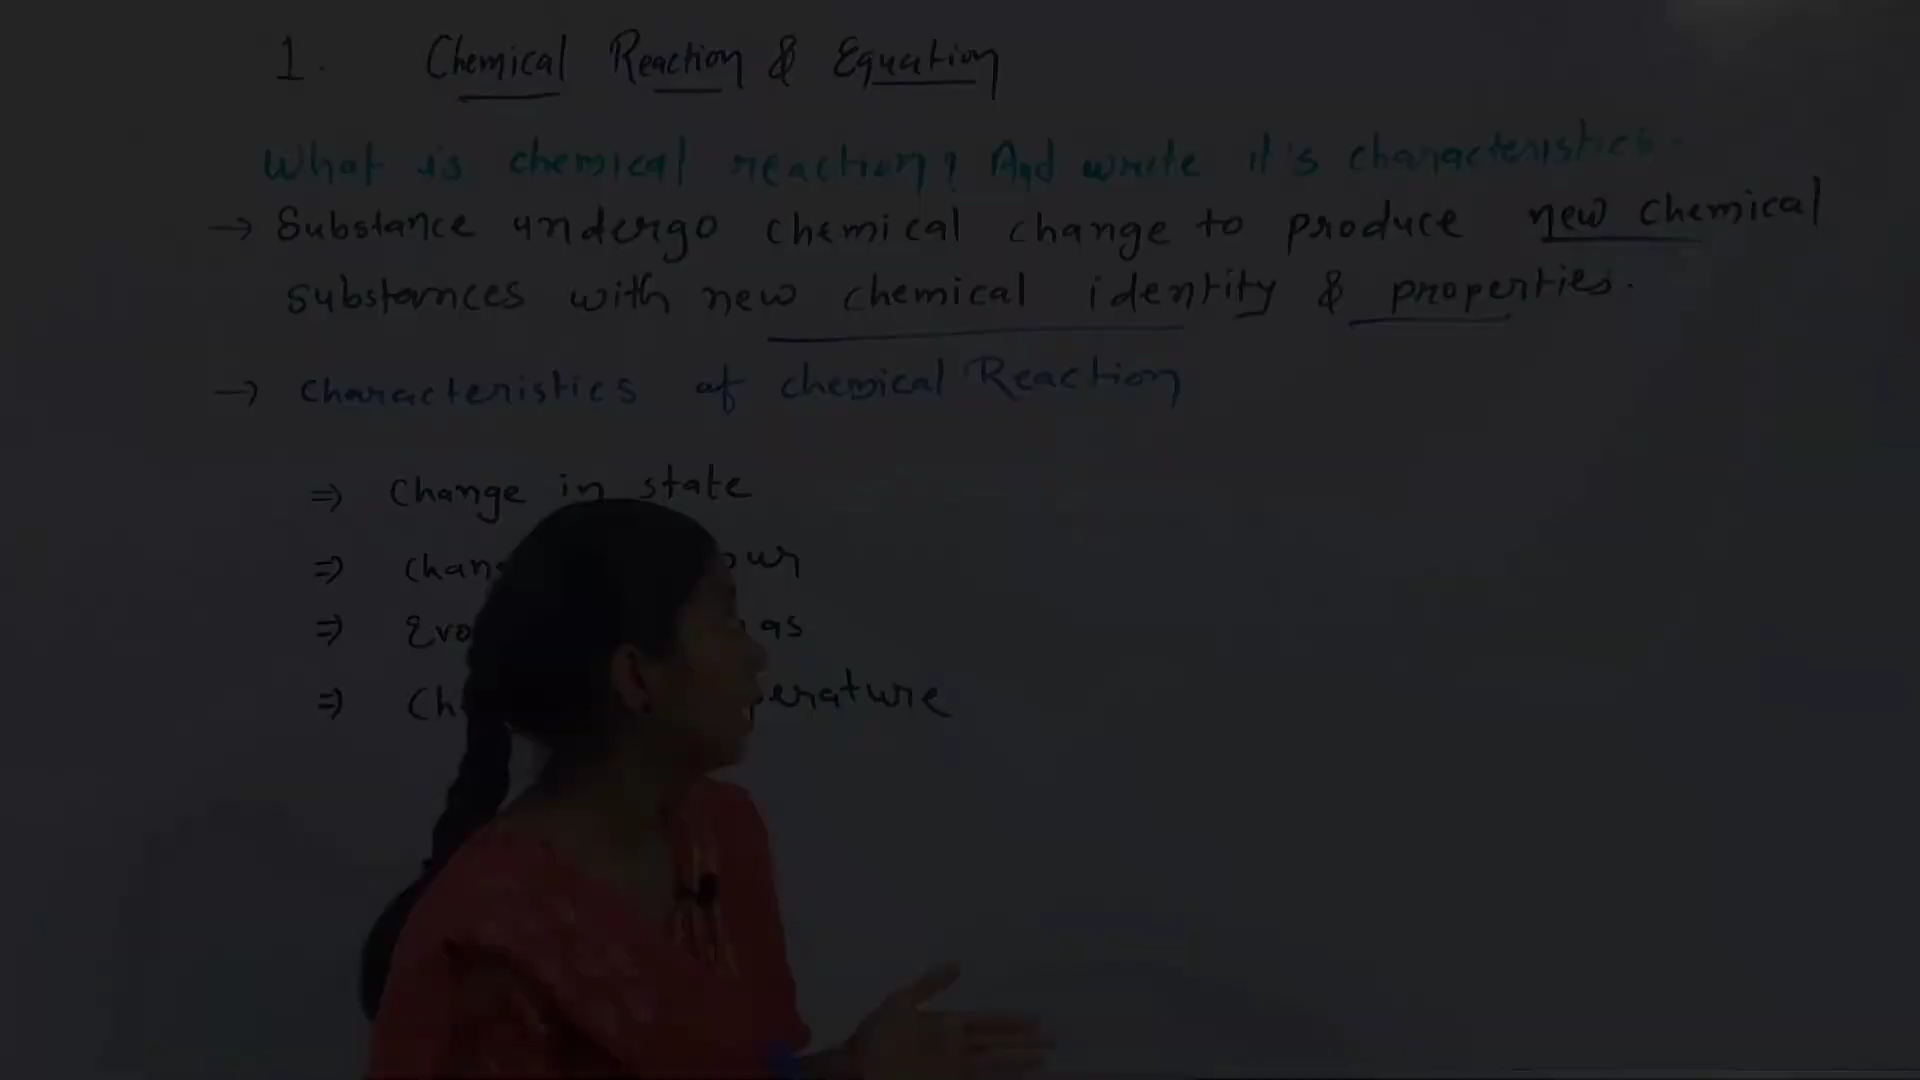 1. Chemical Reaction & Equation
What is chemical reaction? And write it's characteristics.
→ Substance undergo chemical change to produce new chemical
substances with new chemical identity & properties.
→ Characteristics of chemical Reaction
⇒ Change in state
⇒
⇒
⇒